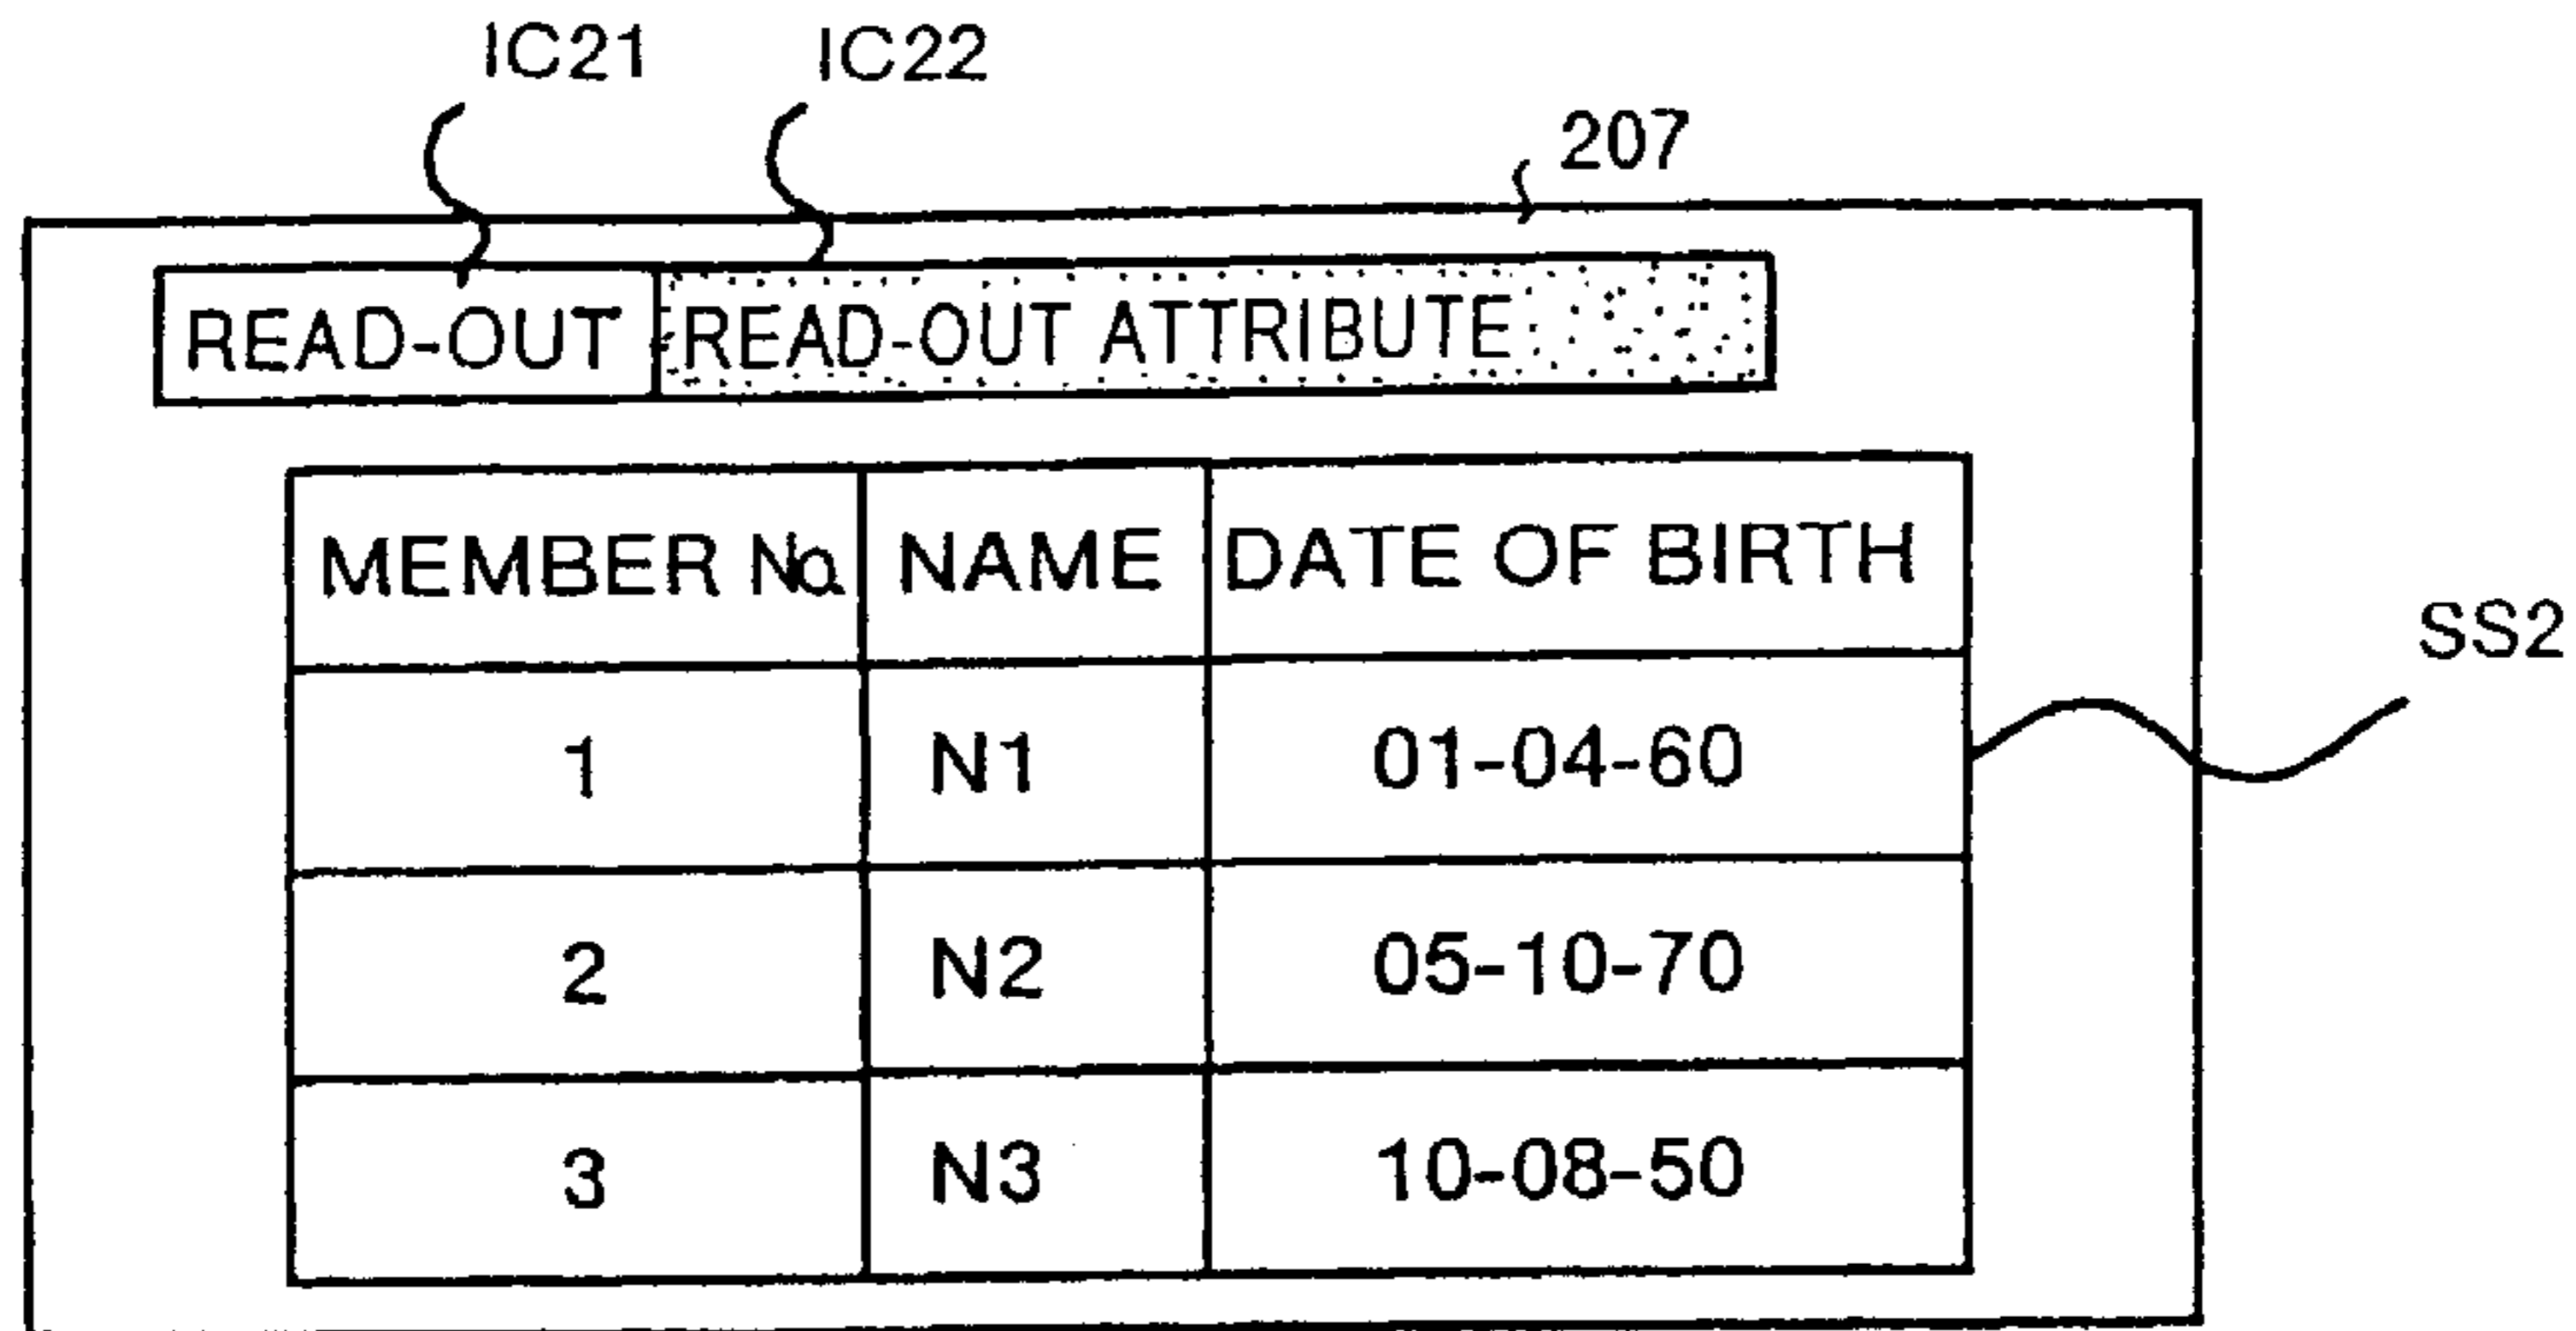 IC21 IC22
207
READ-OUT READ-OUT ATTRIBUTE
MEMBER No. NAME DATE OF BIRTH
SS2
1 N1 01-04-60
2 N2 05-10-70
3 N3 10-08-50